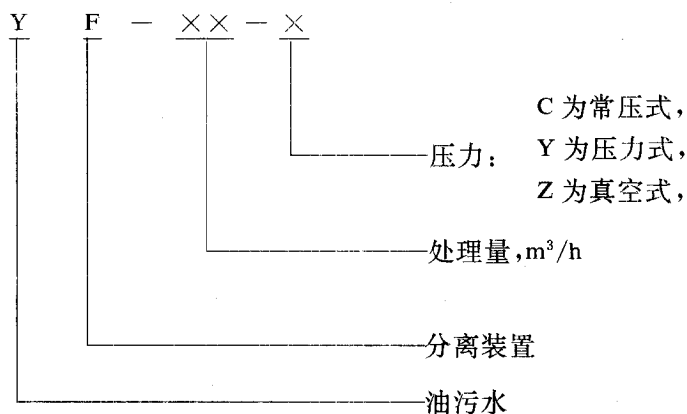 Y F - ×× - ×
C 为常压式,
压力: Y 为压力式,
Z 为真空式,
处理量,m³/h
分离装置
油污水